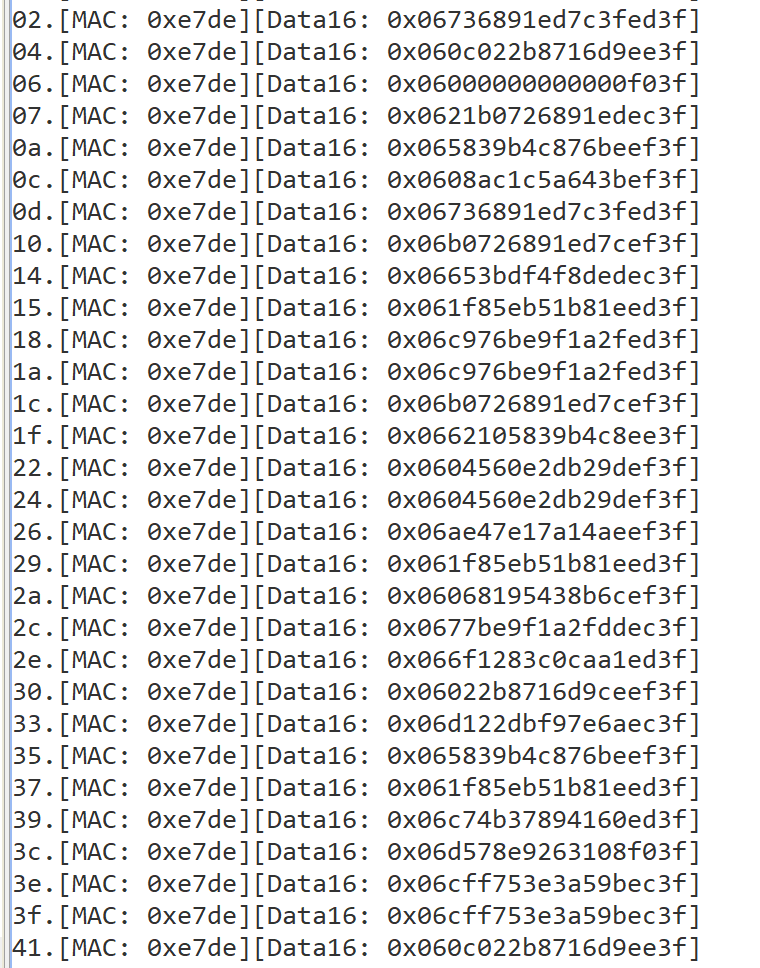 02.[MAC: 0xe7de][Data16: 0x06736891ed7c3fed3f]
04.[MAC: 0xe7de][Data16: 0x060c022b8716d9ee3f]
06.[MAC: 0xe7de][Data16: 0x06000000000000f03f]
07.[MAC: 0xe7de][Data16: 0x0621b0726891edec3f]
0a.[MAC: 0xe7de][Data16: 0x065839b4c876beef3f]
0c.[MAC: 0xe7de][Data16: 0x0608ac1c5a643bef3f]
0d.[MAC: 0xe7de][Data16: 0x06736891ed7c3fed3f]
10.[MAC: 0xe7de][Data16: 0x06b0726891ed7cef3f]
14.[MAC: 0xe7de][Data16: 0x06653bdf4f8dedec3f]
15.[MAC: 0xe7de][Data16: 0x061f85eb51b81eed3f]
18.[MAC: 0xe7de][Data16: 0x06c976be9f1a2fed3f]
1a.[MAC: 0xe7de][Data16: 0x06c976be9f1a2fed3f]
1c.[MAC: 0xe7de][Data16: 0x06b0726891ed7cef3f]
1f.[MAC: 0xe7de][Data16: 0x0662105839b4c8ee3f]
22.[MAC: 0xe7de][Data16: 0x0604560e2db29def3f]
24.[MAC: 0xe7de][Data16: 0x0604560e2db29def3f]
26.[MAC: 0xe7de][Data16: 0x06ae47e17a14aeef3f]
29.[MAC: 0xe7de][Data16: 0x061f85eb51b81eed3f]
2a.[MAC: 0xe7de][Data16: 0x06068195438b6cef3f]
2c.[MAC: 0xe7de][Data16: 0x0677be9f1a2fddec3f]
2e.[MAC: 0xe7de][Data16: 0x066f1283c0caa1ed3f]
30.[MAC: 0xe7de][Data16: 0x06022b8716d9ceef3f]
33.[MAC: 0xe7de][Data16: 0x06d122dbf97e6aec3f]
35.[MAC: 0xe7de][Data16: 0x065839b4c876beef3f]
37.[MAC: 0xe7de][Data16: 0x061f85eb51b81eed3f]
39.[MAC: 0xe7de][Data16: 0x06c74b37894160ed3f]
3c.[MAC: 0xe7de][Data16: 0x06d578e9263108f03f]
3e.[MAC: 0xe7de][Data16: 0x06cff753e3a59bec3f]
3f.[MAC: 0xe7de][Data16: 0x06cff753e3a59bec3f]
41.[MAC: 0xe7de][Data16: 0x060c022b8716d9ee3f]